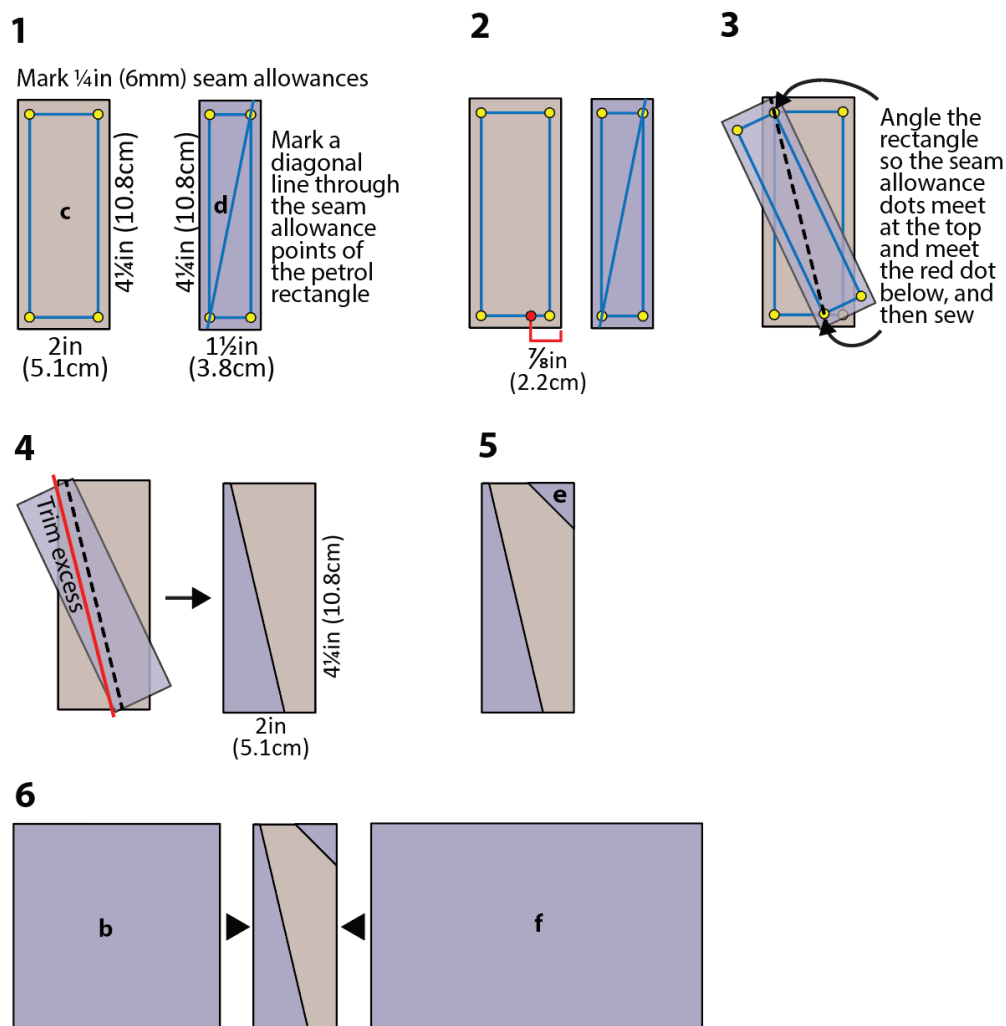 1
Mark ¼in (6mm) seam allowances
c
4¼in (10.8cm)
2in
(5.1cm)
4¼in (10.8cm)
d
1½in
(3.8cm)
Mark a
diagonal
line through
the seam
allowance
points of
the petrol
rectangle
2
⅞in
(2.2cm)
3
Angle the
rectangle
so the seam
allowance
dots meet
at the top
and meet
the red dot
below, and
then sew
4
Trim excess
4¼in (10.8cm)
2in
(5.1cm)
5
e
6
b
f